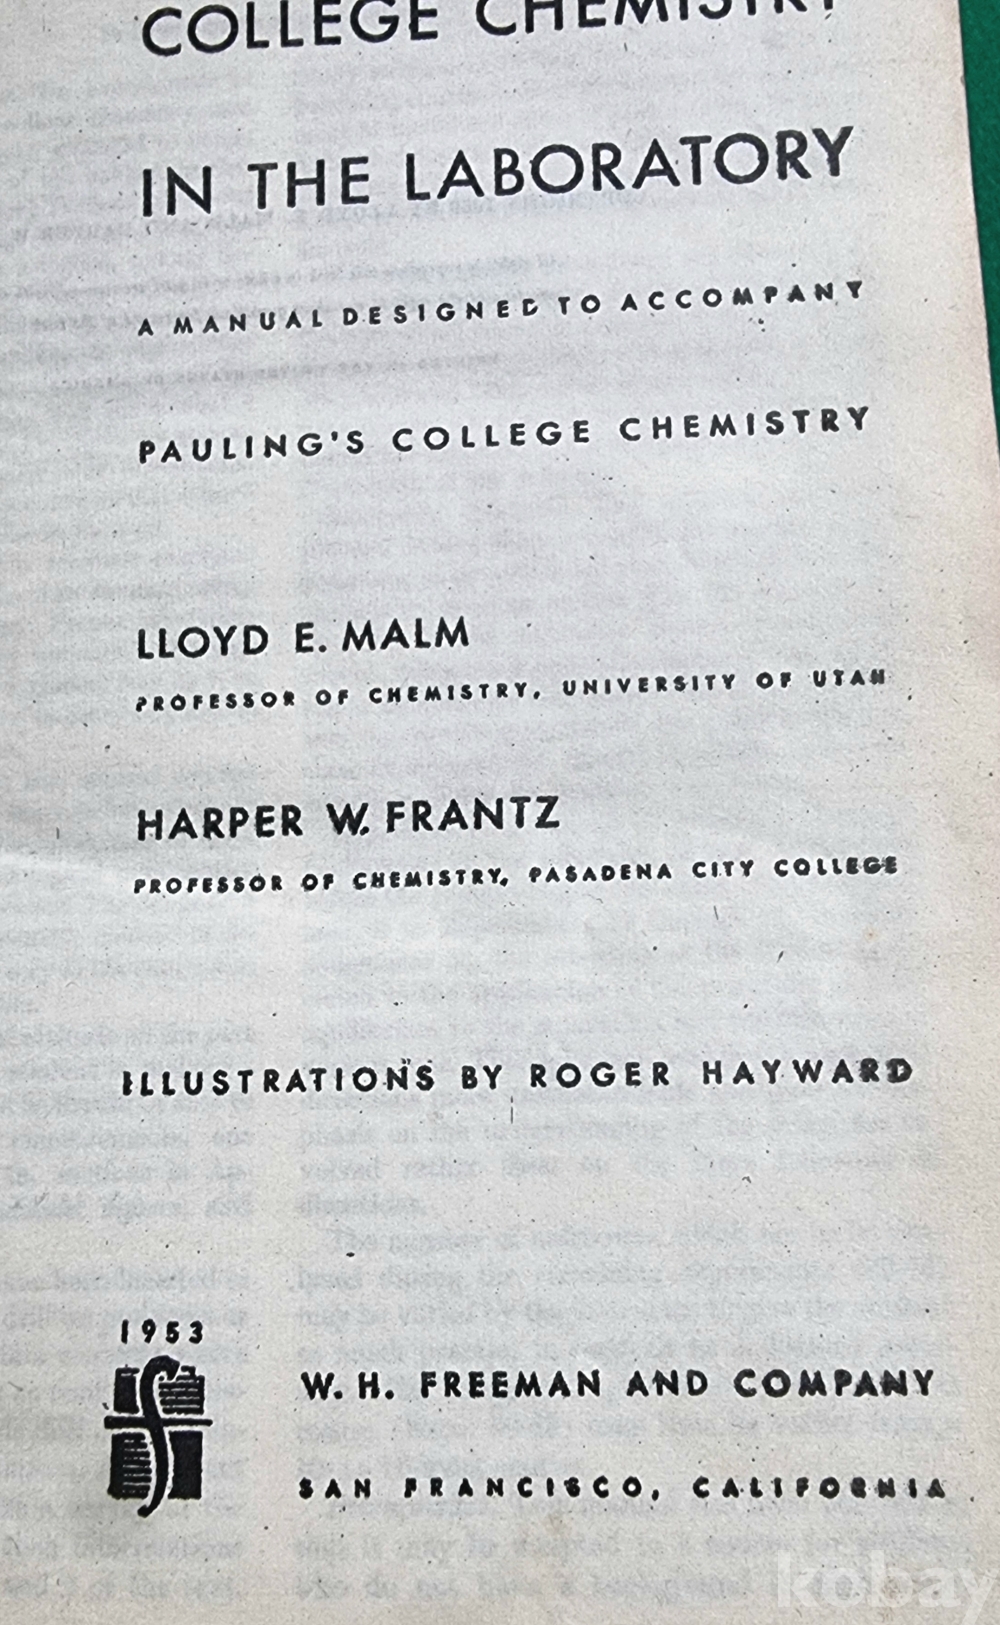 COLLEGE CHEMISTRY
IN THE LABORATORY
A MANUAL DESIGNED TO ACCOMPANY
PAULING'S COLLEGE CHEMISTRY
LLOYD E. MALM
PROFESSOR OF CHEMISTRY, UNIVERSITY OF UTAH
HARPER W. FRANTZ
PROFESSOR OF CHEMISTRY, PASADENA CITY COLLEGE
ILLUSTRATIONS BY ROGER HAYWARD
1953
W. H. FREEMAN AND COMPANY
SAN FRANCISCO, CALIFORNIA
kobay